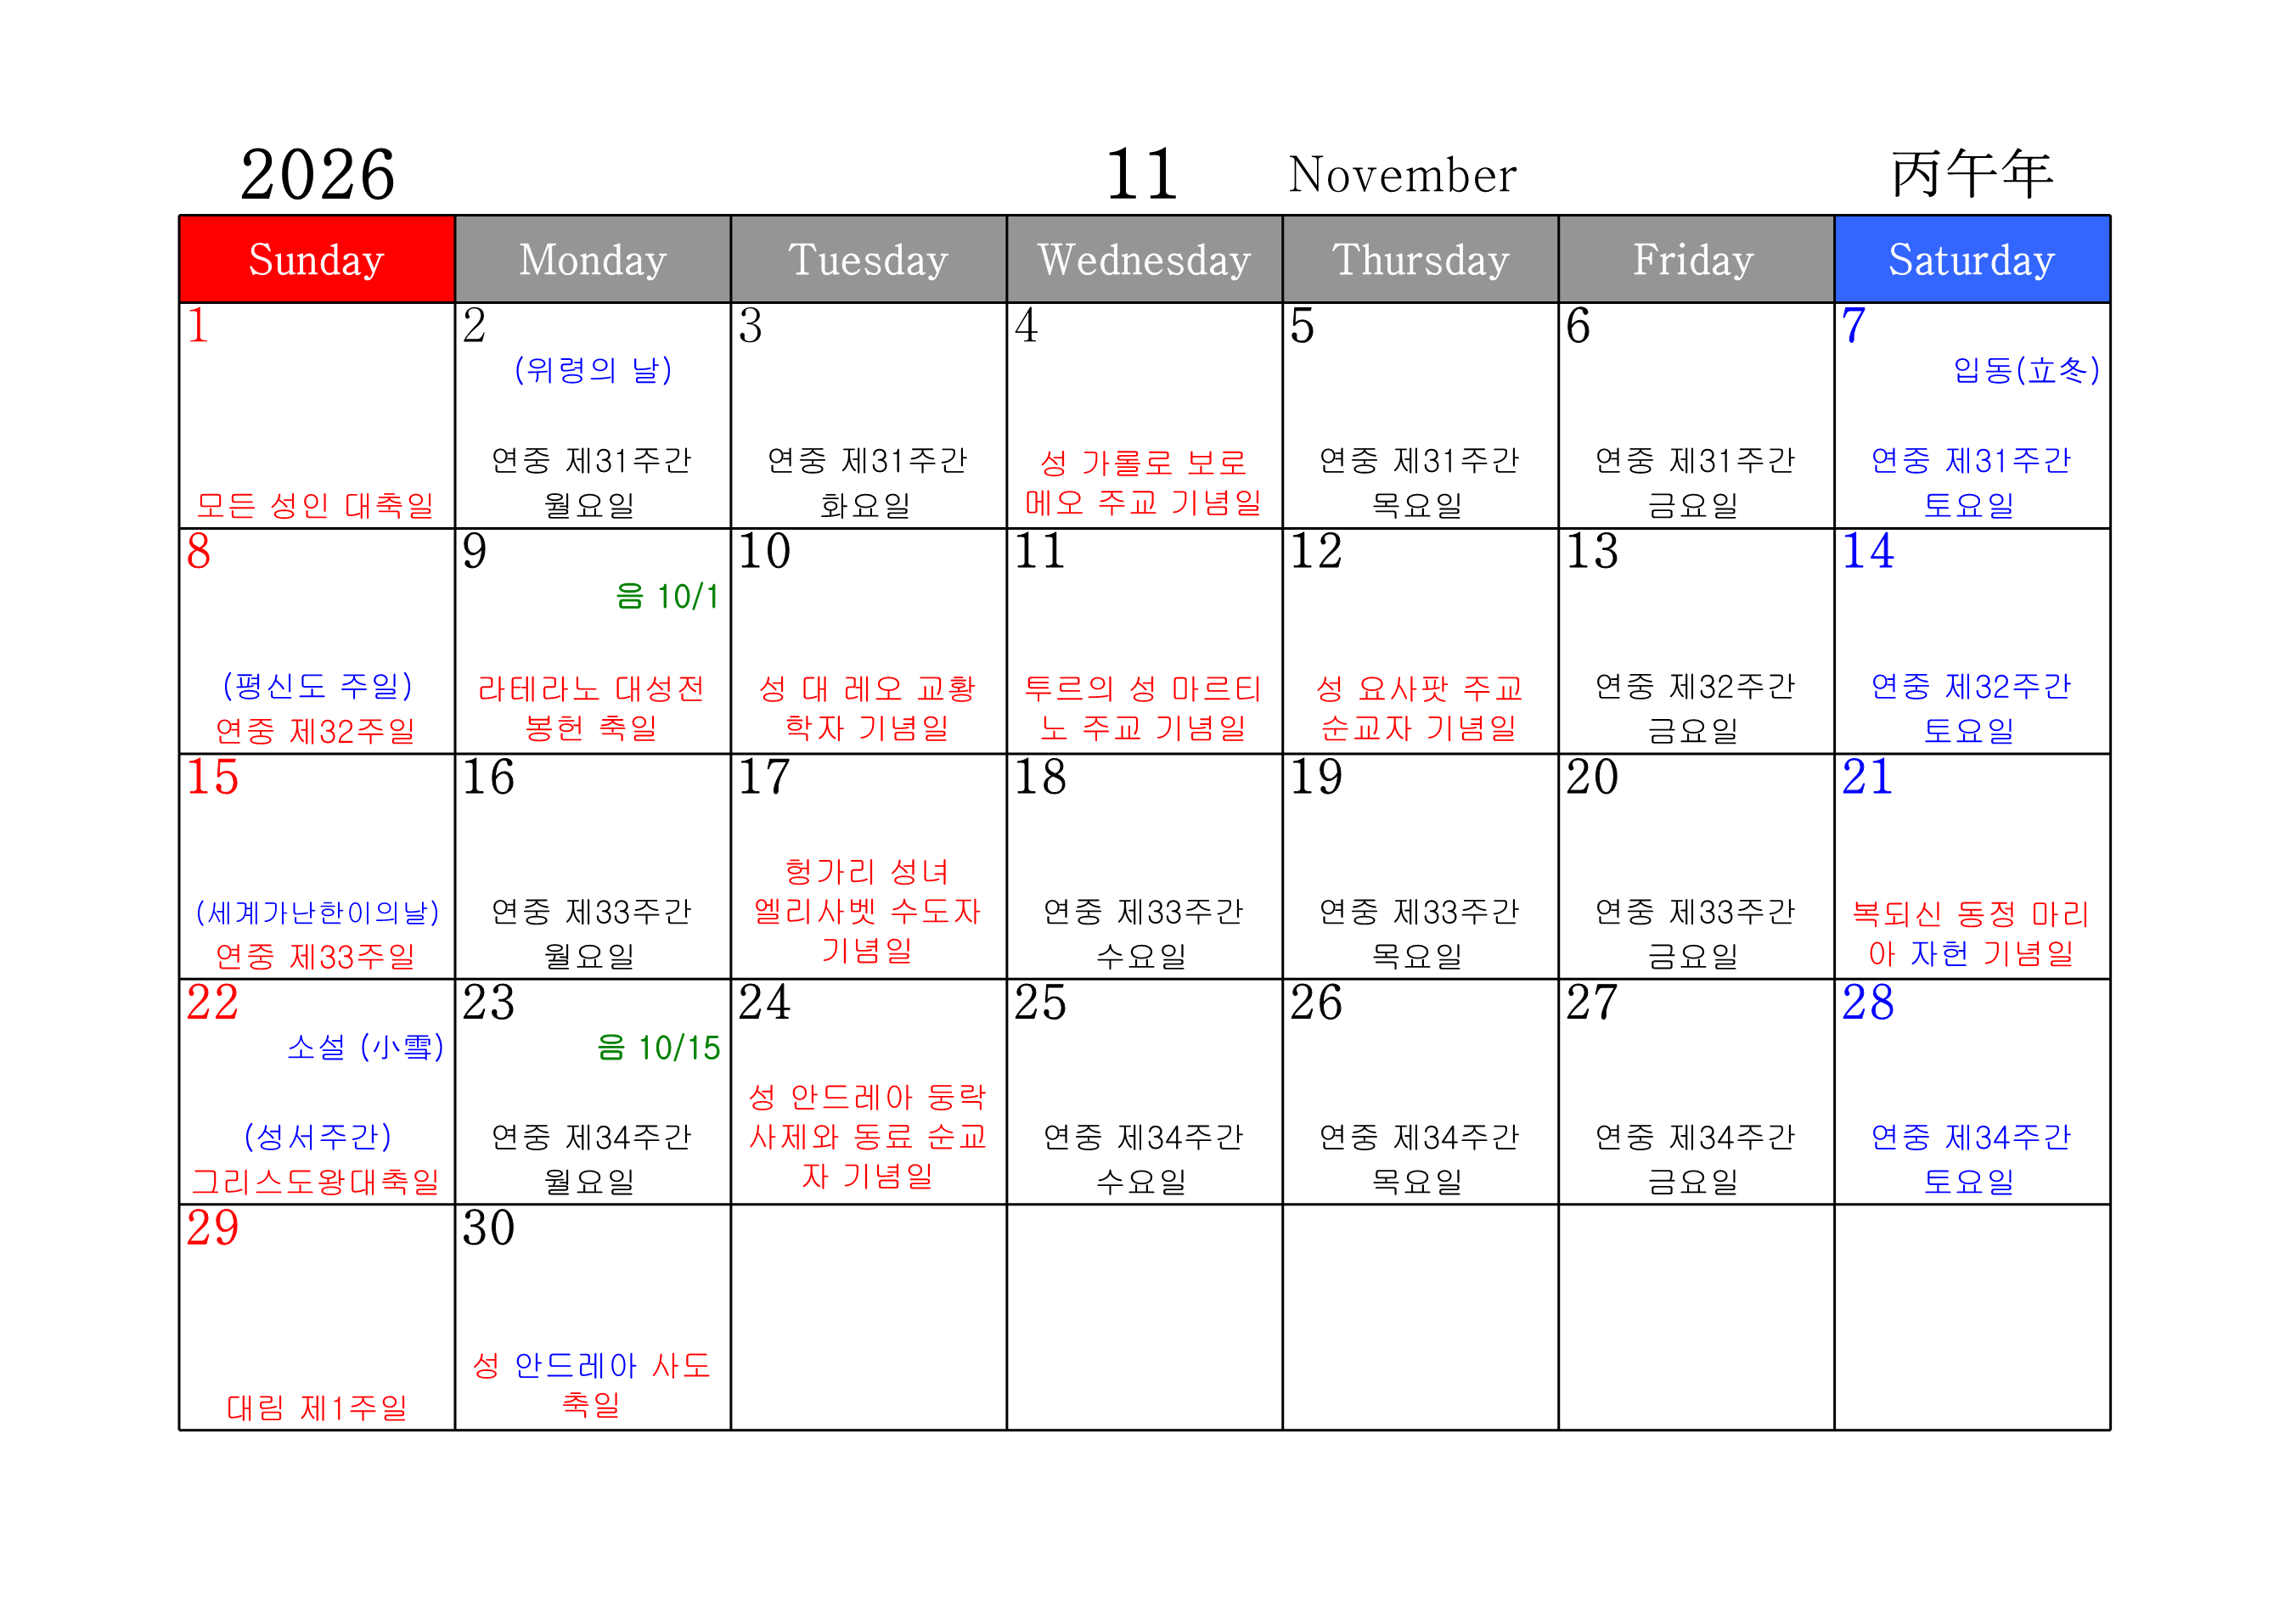 2026 11 November 丙午年
Sunday Monday Tuesday Wednesday Thursday Friday Saturday
1
모든 성인 대축일
2
(위령의 날)
연중 제31주간
월요일
3
연중 제31주간
화요일
4
성 가롤로 보로
메오 주교 기념일
5
연중 제31주간
목요일
6
연중 제31주간
금요일
7
입동(立冬)
연중 제31주간
토요일
8
(평신도 주일)
연중 제32주일
9
음 10/1
라테라노 대성전
봉헌 축일
10
성 대 레오 교황
학자 기념일
11
투르의 성 마르티
노 주교 기념일
12
성 요사팟 주교
순교자 기념일
13
연중 제32주간
금요일
14
연중 제32주간
토요일
15
(세계가난한이의날)
연중 제33주일
16
연중 제33주간
월요일
17
헝가리 성녀
엘리사벳 수도자
기념일
18
연중 제33주간
수요일
19
연중 제33주간
목요일
20
연중 제33주간
금요일
21
복되신 동정 마리
아 자헌 기념일
22
소설 (小雪)
(성서주간)
그리스도왕대축일
23
음 10/15
연중 제34주간
월요일
24
성 안드레아 둥락
사제와 동료 순교
자 기념일
25
연중 제34주간
수요일
26
연중 제34주간
목요일
27
연중 제34주간
금요일
28
연중 제34주간
토요일
29
대림 제1주일
30
성 안드레아 사도
축일